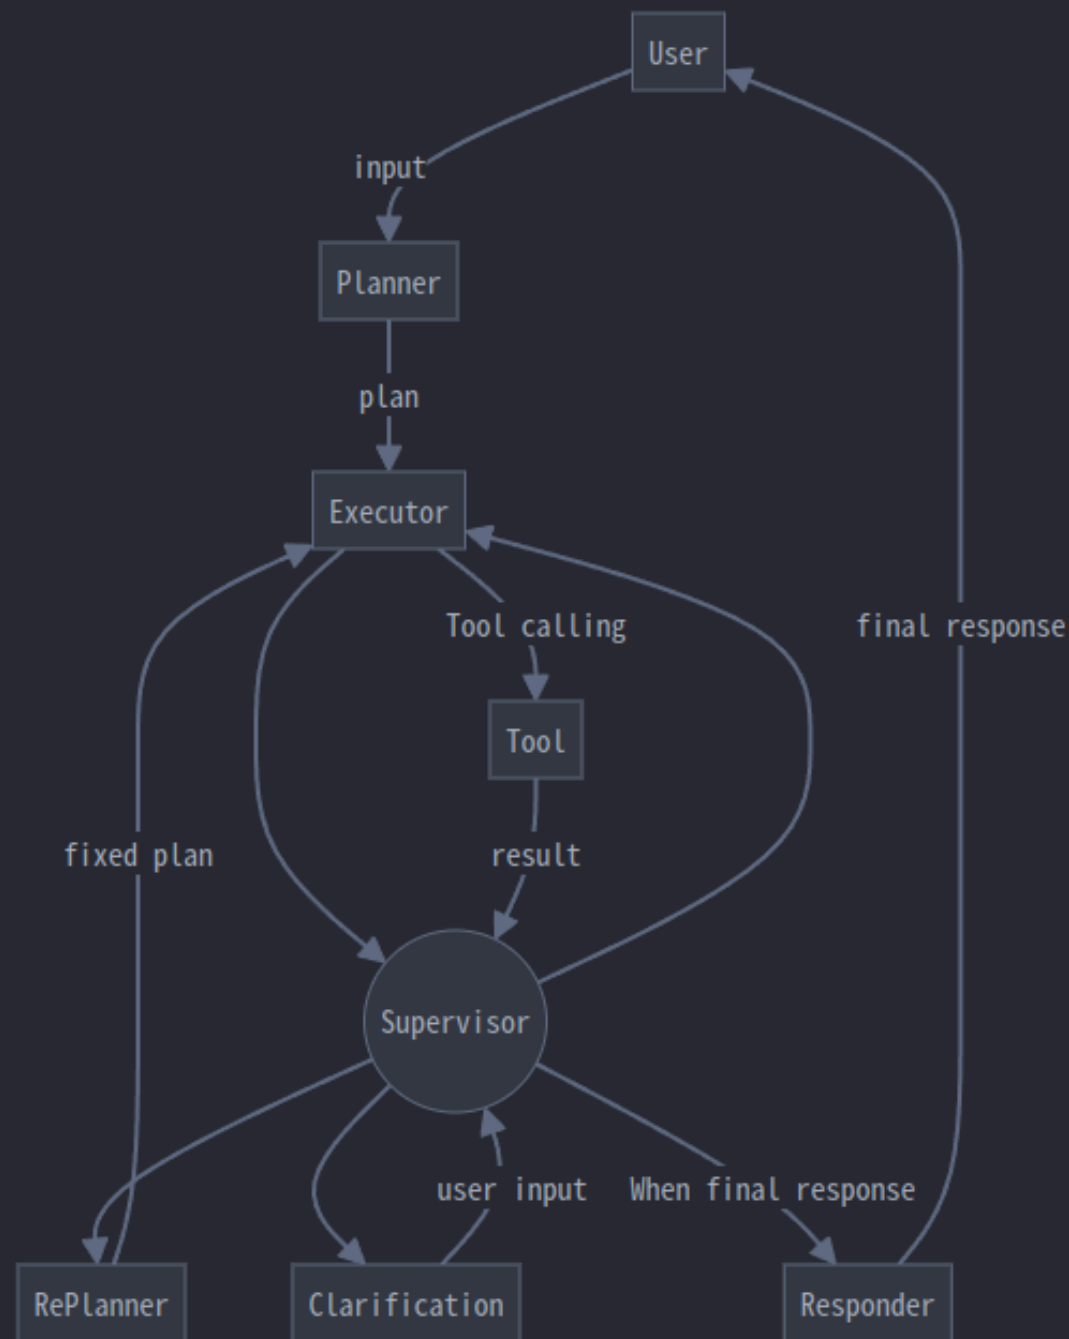 User
input
Planner
plan
Executor
Tool calling
final response
Tool
fixed plan
result
Supervisor
user input
When final response
RePlanner
Clarification
Responder